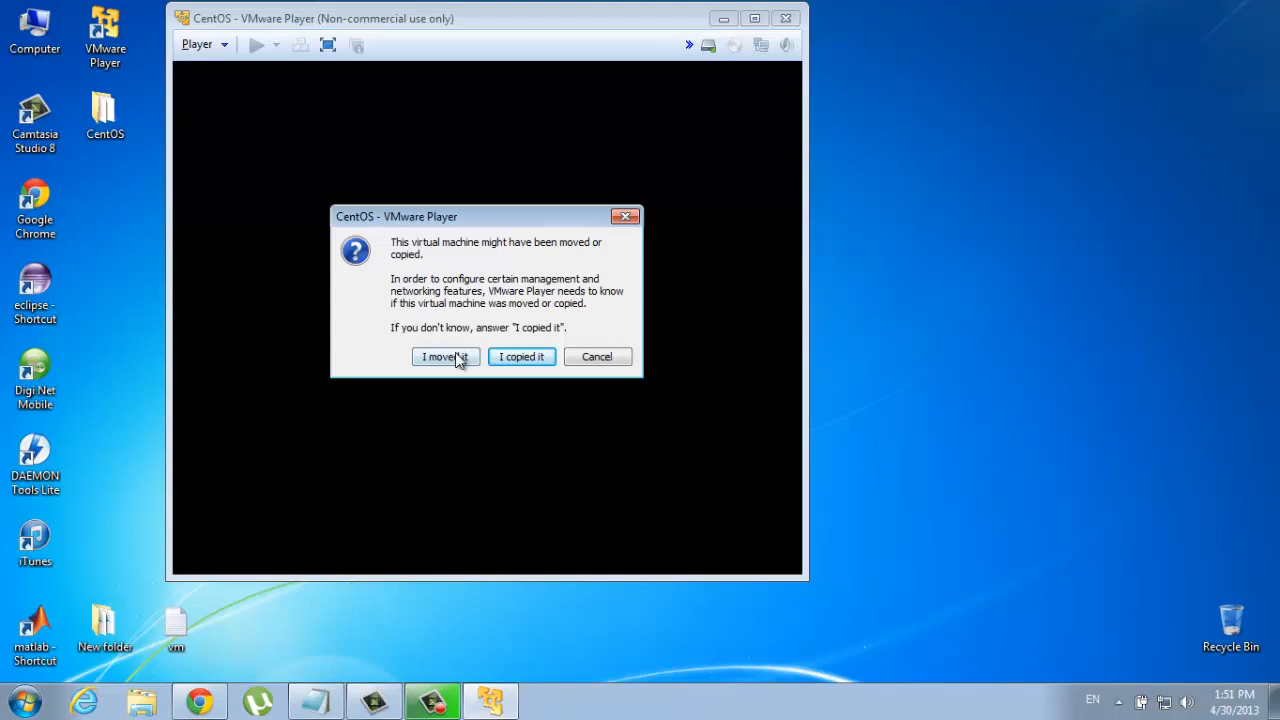 CentOS - VMware Player (Non-commercial use only)
Player
Computer
VMware
Player
Camtasia
Studio 8
CentOS
Google
Chrome
eclipse -
Shortcut
Digi Net
Mobile
DAEMON
Tools Lite
iTunes
matlab -
Shortcut
New folder
vm
CentOS - VMware Player
This virtual machine might have been moved or
copied.
In order to configure certain management and
networking features, VMware Player needs to know
if this virtual machine was moved or copied.
If you don't know, answer "I copied it".
I moved it
I copied it
Cancel
Recycle Bin
EN
1:51 PM
4/30/2013